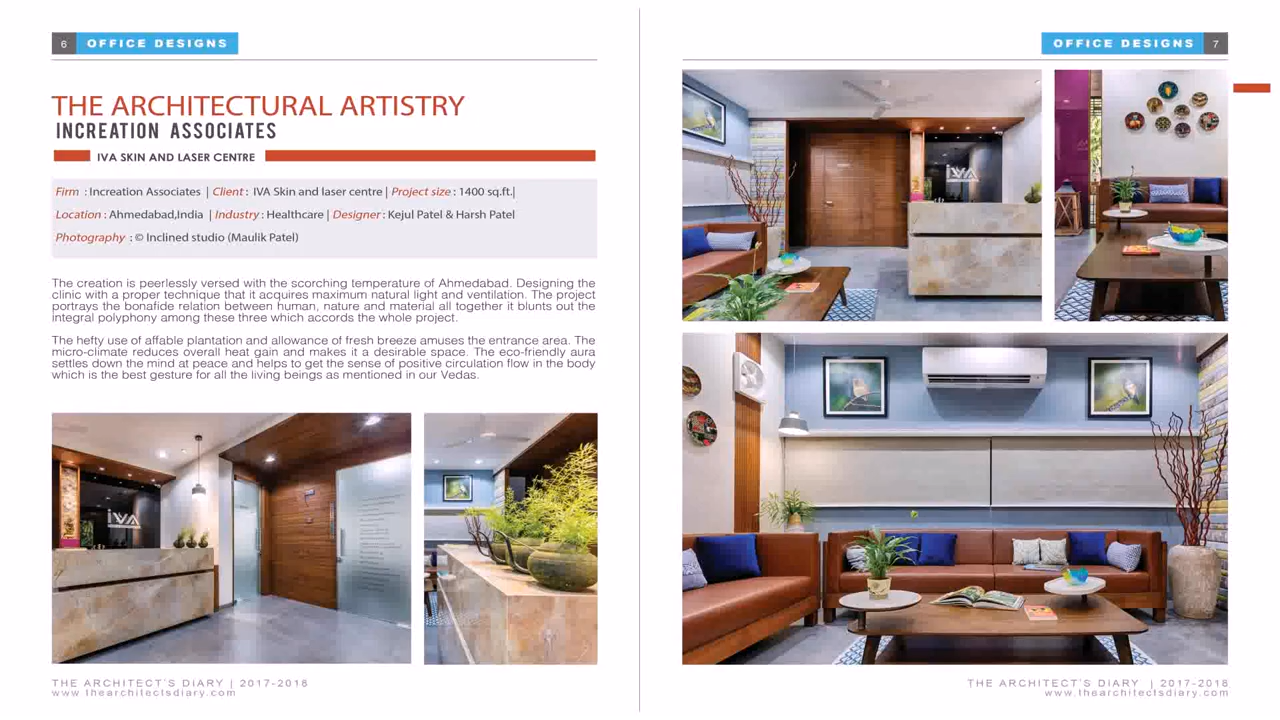 6 OFFICE DESIGNS
THE ARCHITECTURAL ARTISTRY
INCREATION ASSOCIATES
IVA SKIN AND LASER CENTRE
Firm : Increation Associates | Client : IVA Skin and laser centre | Project size : 1400 sq.ft.|
Location : Ahmedabad,India | Industry : Healthcare | Designer : Kejul Patel & Harsh Patel
Photography : © Inclined studio (Maulik Patel)
The creation is peerlessly versed with the scorching temperature of Ahmedabad. Designing the
clinic with a proper technique that it acquires maximum natural light and ventilation. The project
portrays the bonafide relation between human, nature and material all together it blunts out the
integral polyphony among these three which accords the whole project.
The hefty use of affable plantation and allowance of fresh breeze amuses the entrance area. The
micro-climate reduces overall heat gain and makes it a desirable space. The eco-friendly aura
settles down the mind at peace and helps to get the sense of positive circulation flow in the body
which is the best gesture for all the living beings as mentioned in our Vedas.
iVA
THE ARCHITECT'S DIARY | 2017-2018
www.thearchitectsdiary.com
OFFICE DESIGNS 7
iVA
THE ARCHITECT'S DIARY | 2017-2018
www.thearchitectsdiary.com